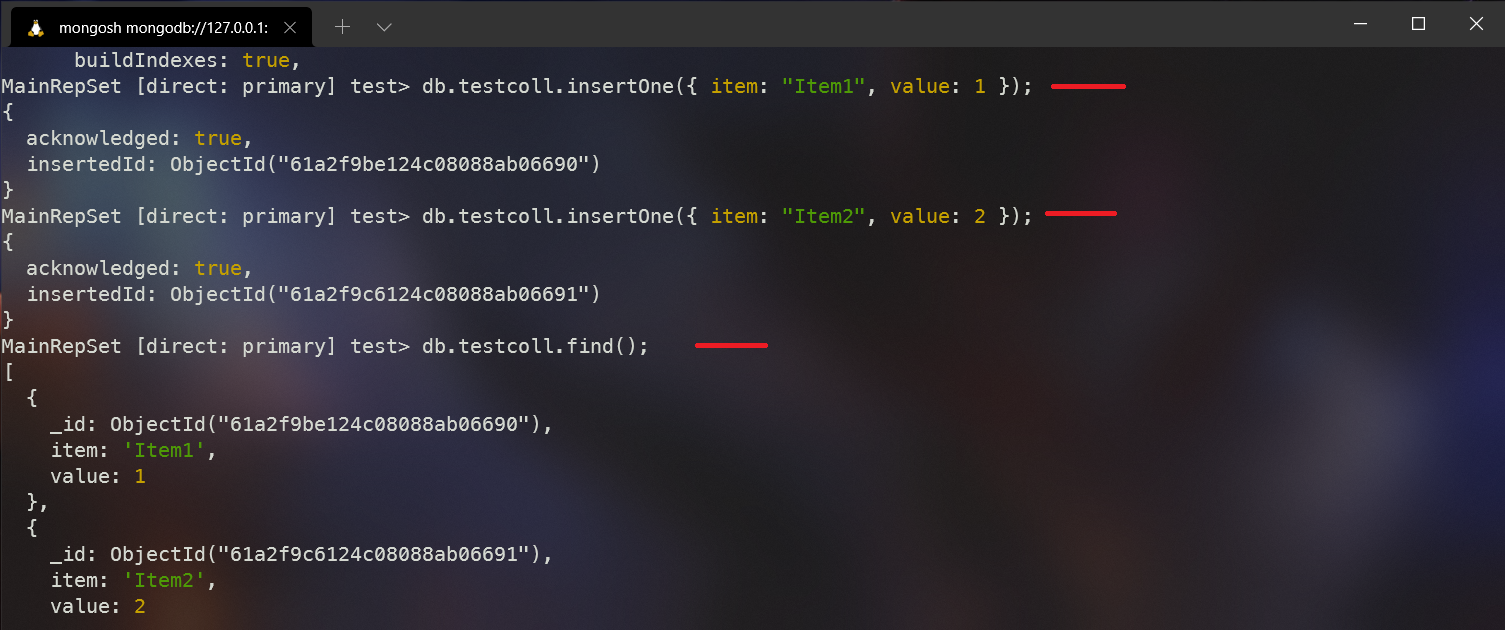 mongosh mongodb://127.0.0.1:
      buildIndexes: true,
MainRepSet [direct: primary] test> db.testcoll.insertOne({ item: "Item1", value: 1 });
{
  acknowledged: true,
  insertedId: ObjectId("61a2f9be124c08088ab06690")
}
MainRepSet [direct: primary] test> db.testcoll.insertOne({ item: "Item2", value: 2 });
{
  acknowledged: true,
  insertedId: ObjectId("61a2f9c6124c08088ab06691")
}
MainRepSet [direct: primary] test> db.testcoll.find();
[
  {
    _id: ObjectId("61a2f9be124c08088ab06690"),
    item: 'Item1',
    value: 1
  },
  {
    _id: ObjectId("61a2f9c6124c08088ab06691"),
    item: 'Item2',
    value: 2